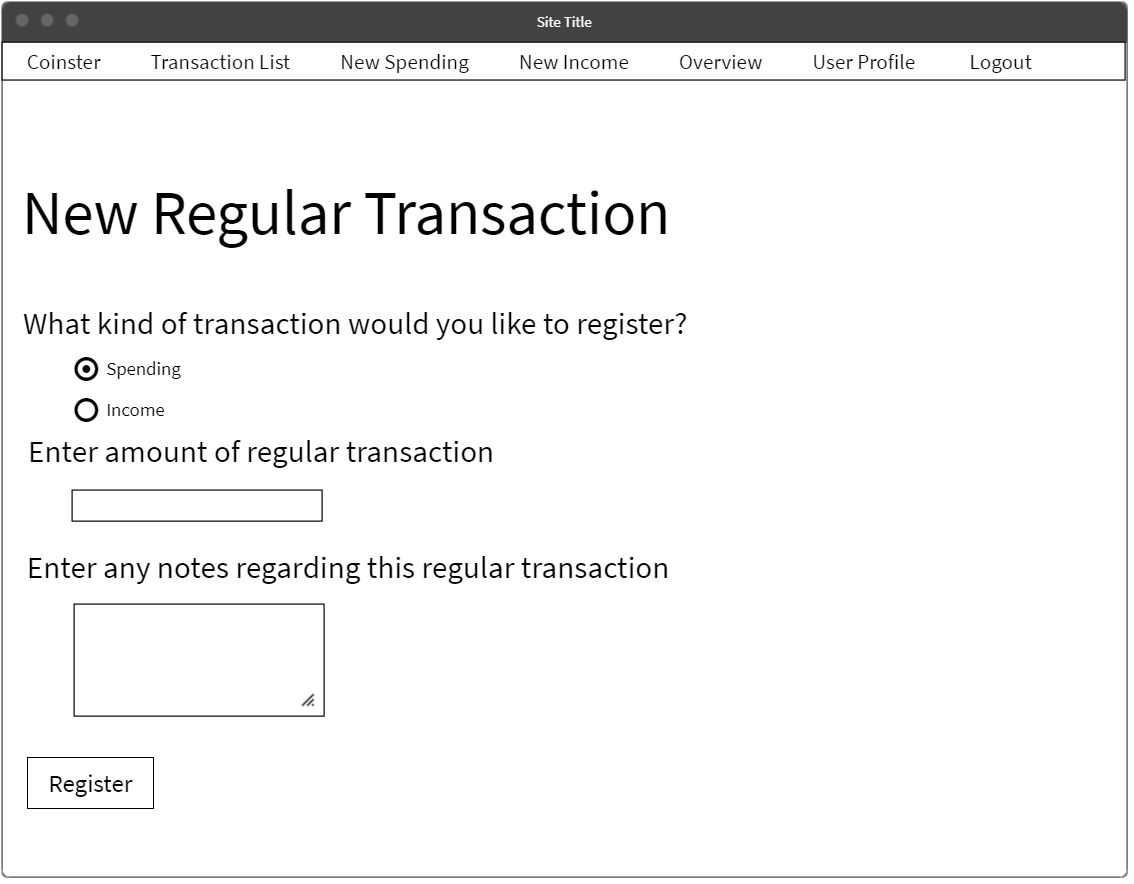 Site Title
Coinster Transaction List New Spending New Income Overview User Profile Logout
New Regular Transaction
What kind of transaction would you like to register?
Spending
Income
Enter amount of regular transaction
Enter any notes regarding this regular transaction
Register